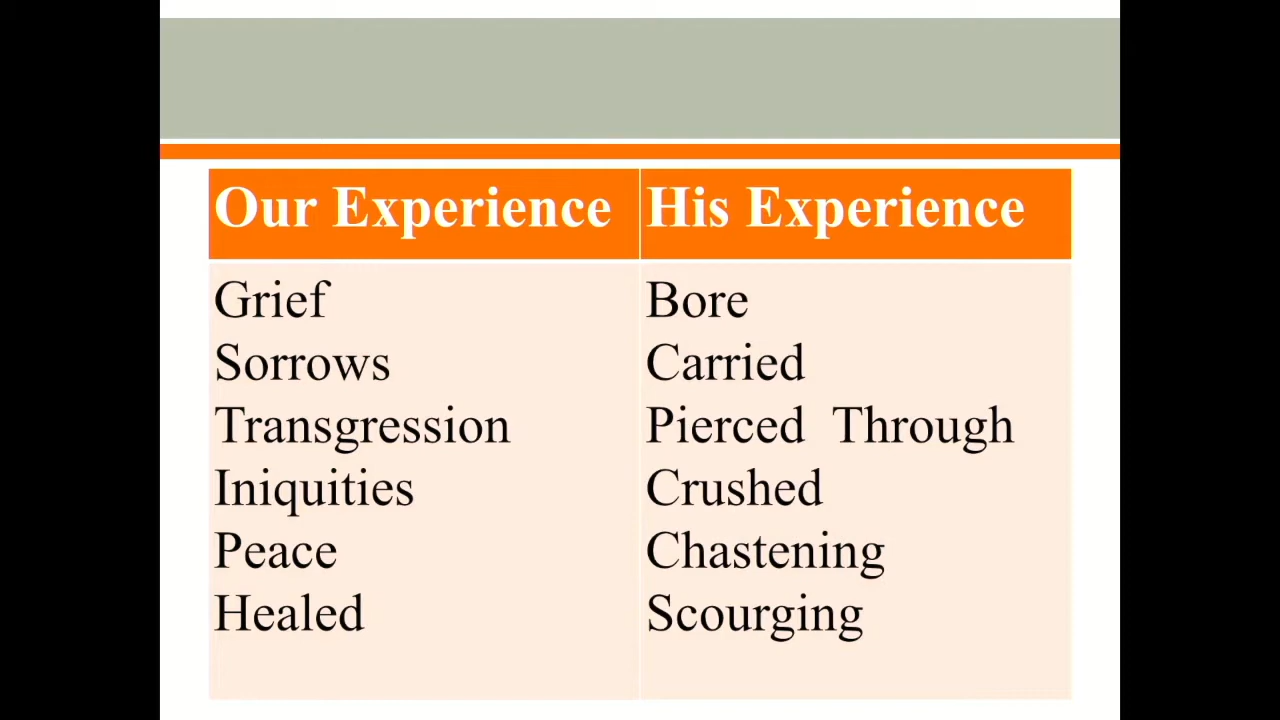 Our Experience His Experience
Grief Bore
Sorrows Carried
Transgression Pierced Through
Iniquities Crushed
Peace Chastening
Healed Scourging